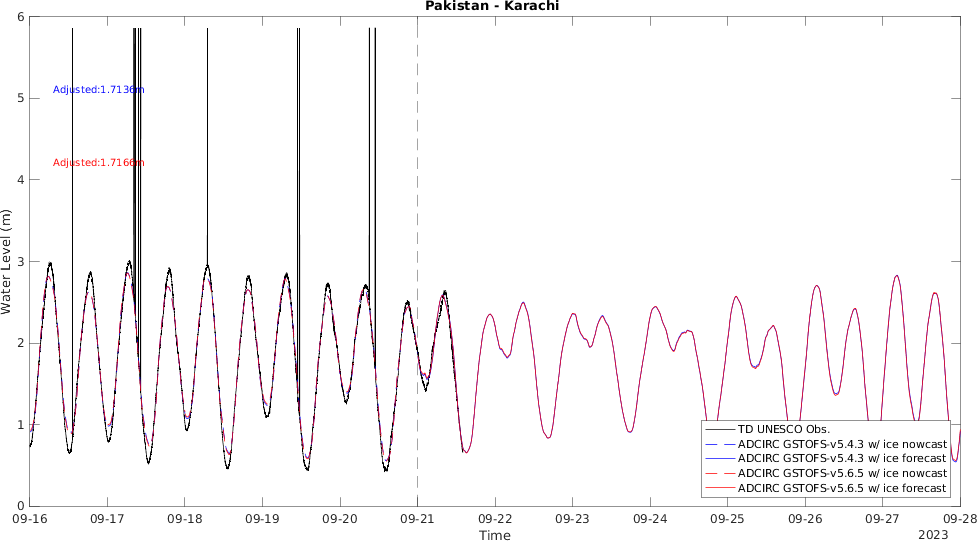 Pakistan - Karachi
6
5
4
3
2
1
0
Water Level (m)
Adjusted:1.7136m
Adjusted:1.7166m
TD UNESCO Obs.
ADCIRC GSTOFS-v5.4.3 w/ ice nowcast
ADCIRC GSTOFS-v5.4.3 w/ ice forecast
ADCIRC GSTOFS-v5.6.5 w/ ice nowcast
ADCIRC GSTOFS-v5.6.5 w/ ice forecast
09-16 09-17 09-18 09-19 09-20 09-21 09-22 09-23 09-24 09-25 09-26 09-27 09-28
Time
2023